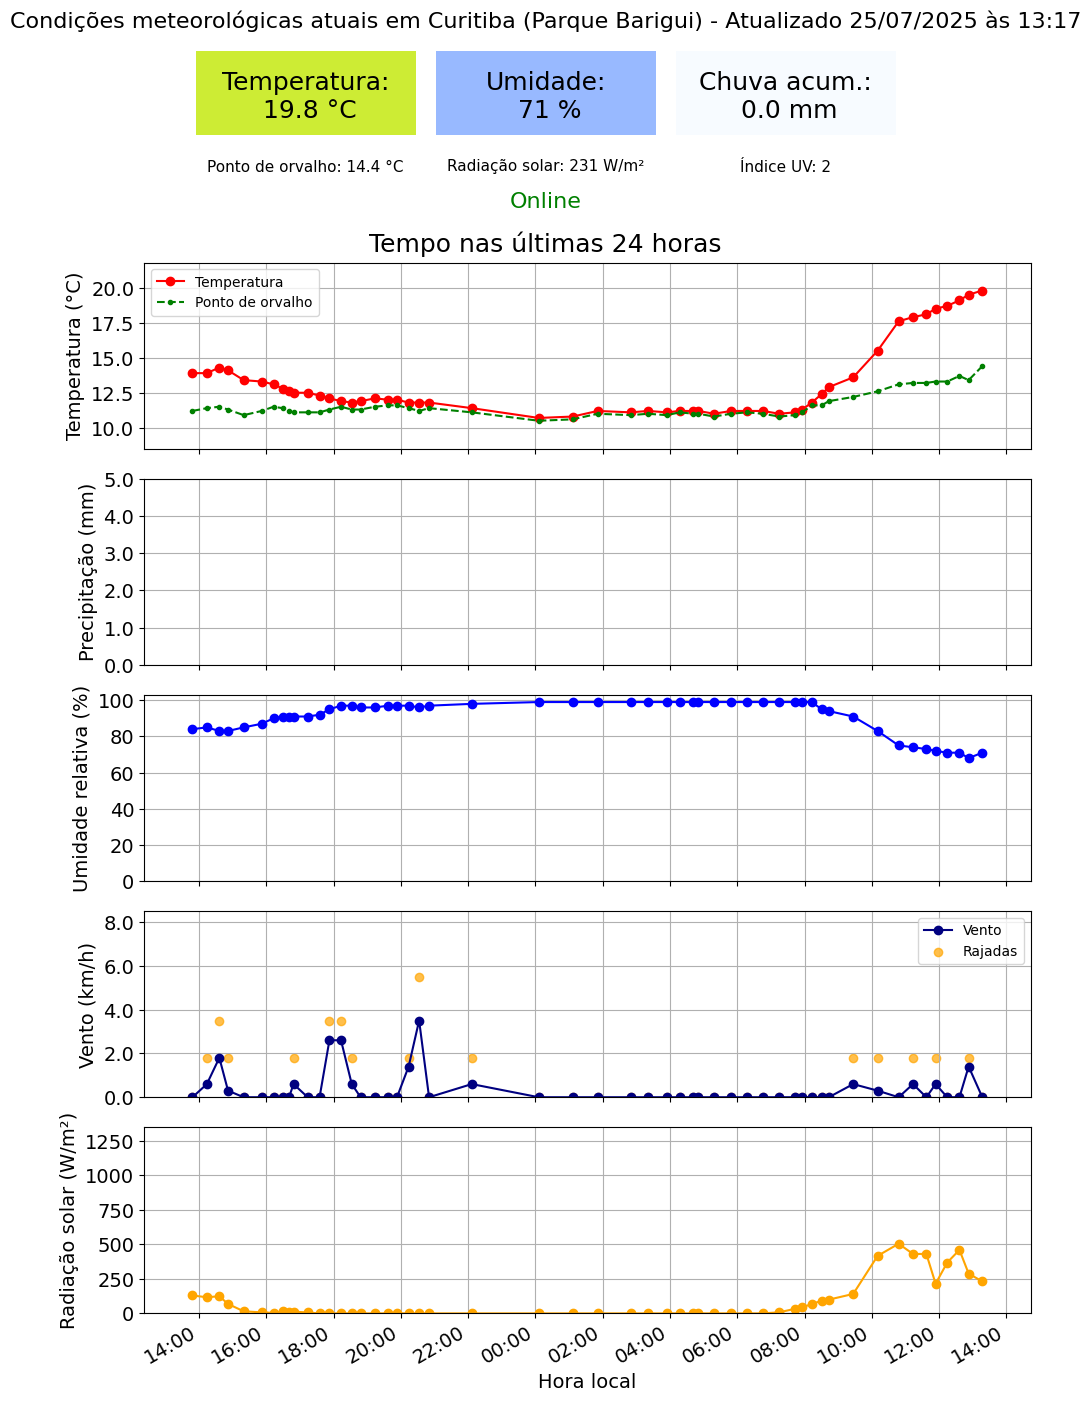 Condições meteorológicas atuais em Curitiba (Parque Barigui) - Atualizado 25/07/2025 às 13:17
Temperatura:
19.8 °C
Umidade:
71 %
Chuva acum.:
0.0 mm
Ponto de orvalho: 14.4 °C
Radiação solar: 231 W/m²
Índice UV: 2
Online
Tempo nas últimas 24 horas
Temperatura (°C)
20.0
17.5
15.0
12.5
10.0
Temperatura
Ponto de orvalho
Precipitação (mm)
5.0
4.0
3.0
2.0
1.0
0.0
Umidade relativa (%)
100
80
60
40
20
0
Vento (km/h)
8.0
6.0
4.0
2.0
0.0
Vento
Rajadas
Radiação solar (W/m²)
1250
1000
750
500
250
0
14:00
16:00
18:00
20:00
22:00
00:00
02:00
04:00
06:00
08:00
10:00
12:00
14:00
Hora local